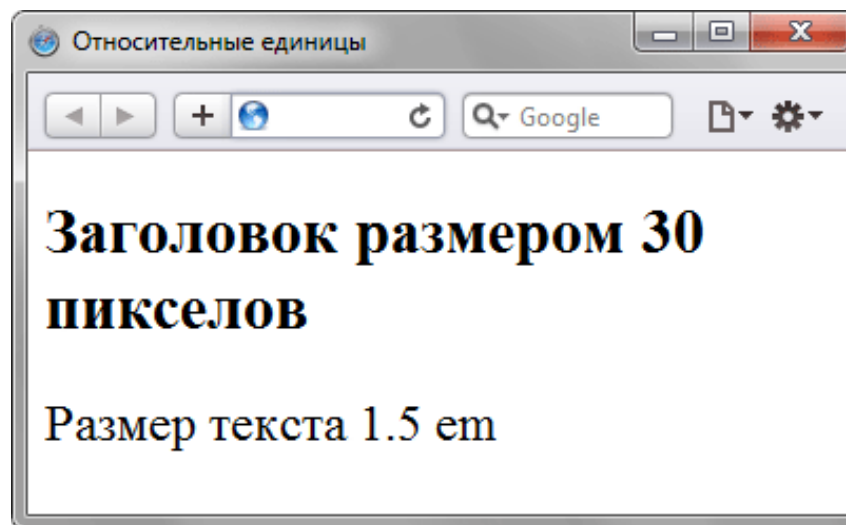 Относительные единицы
Google
Заголовок размером 30
пикселов
Размер текста 1.5 em